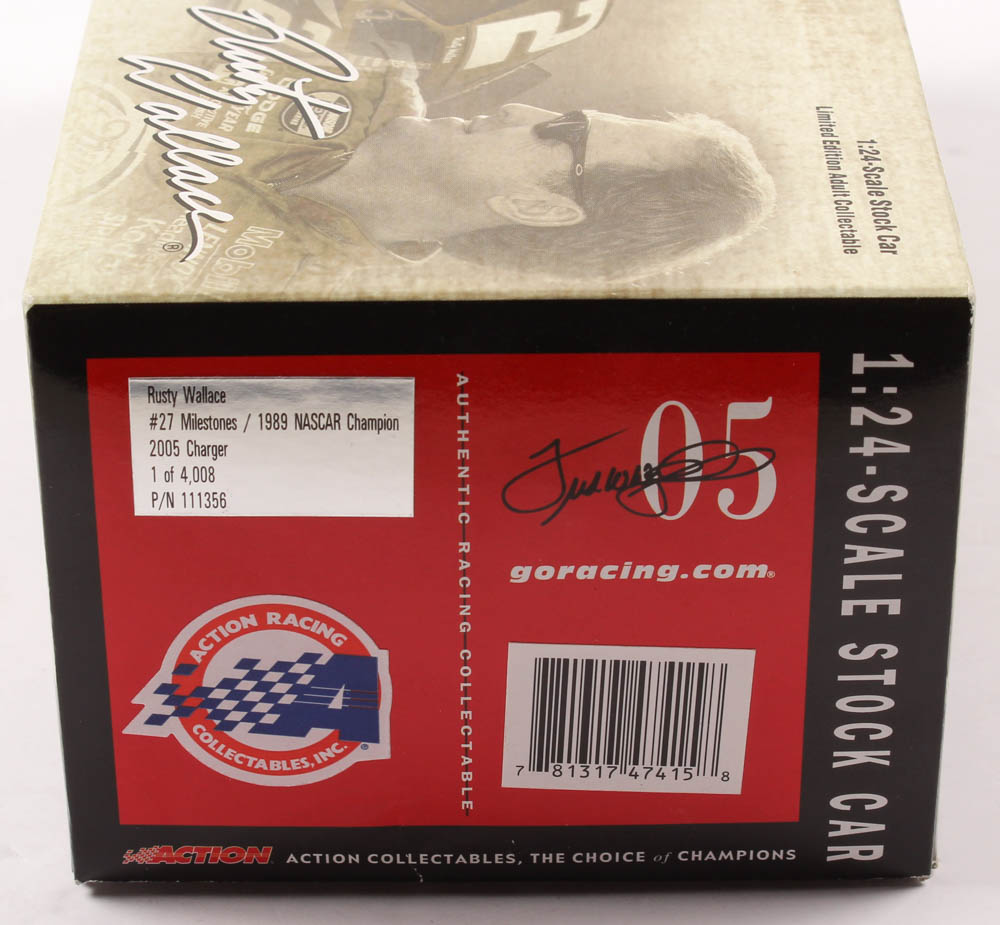 Rusty
Wallace®
1:24-Scale Stock Car
Limited Edition Adult Collectable
DODGE
Mobil
Rusty Wallace
#27 Milestones / 1989 NASCAR Champion
2005 Charger
1 of 4,008
P/N 111356
AUTHENTIC RACING COLLECTABLE
05
goracing.com®
1:24-SCALE STOCK CAR
ACTION RACING
COLLECTABLES, INC.
A®
7 81317 47415 8
ACTION
ACTION COLLECTABLES, THE CHOICE of CHAMPIONS